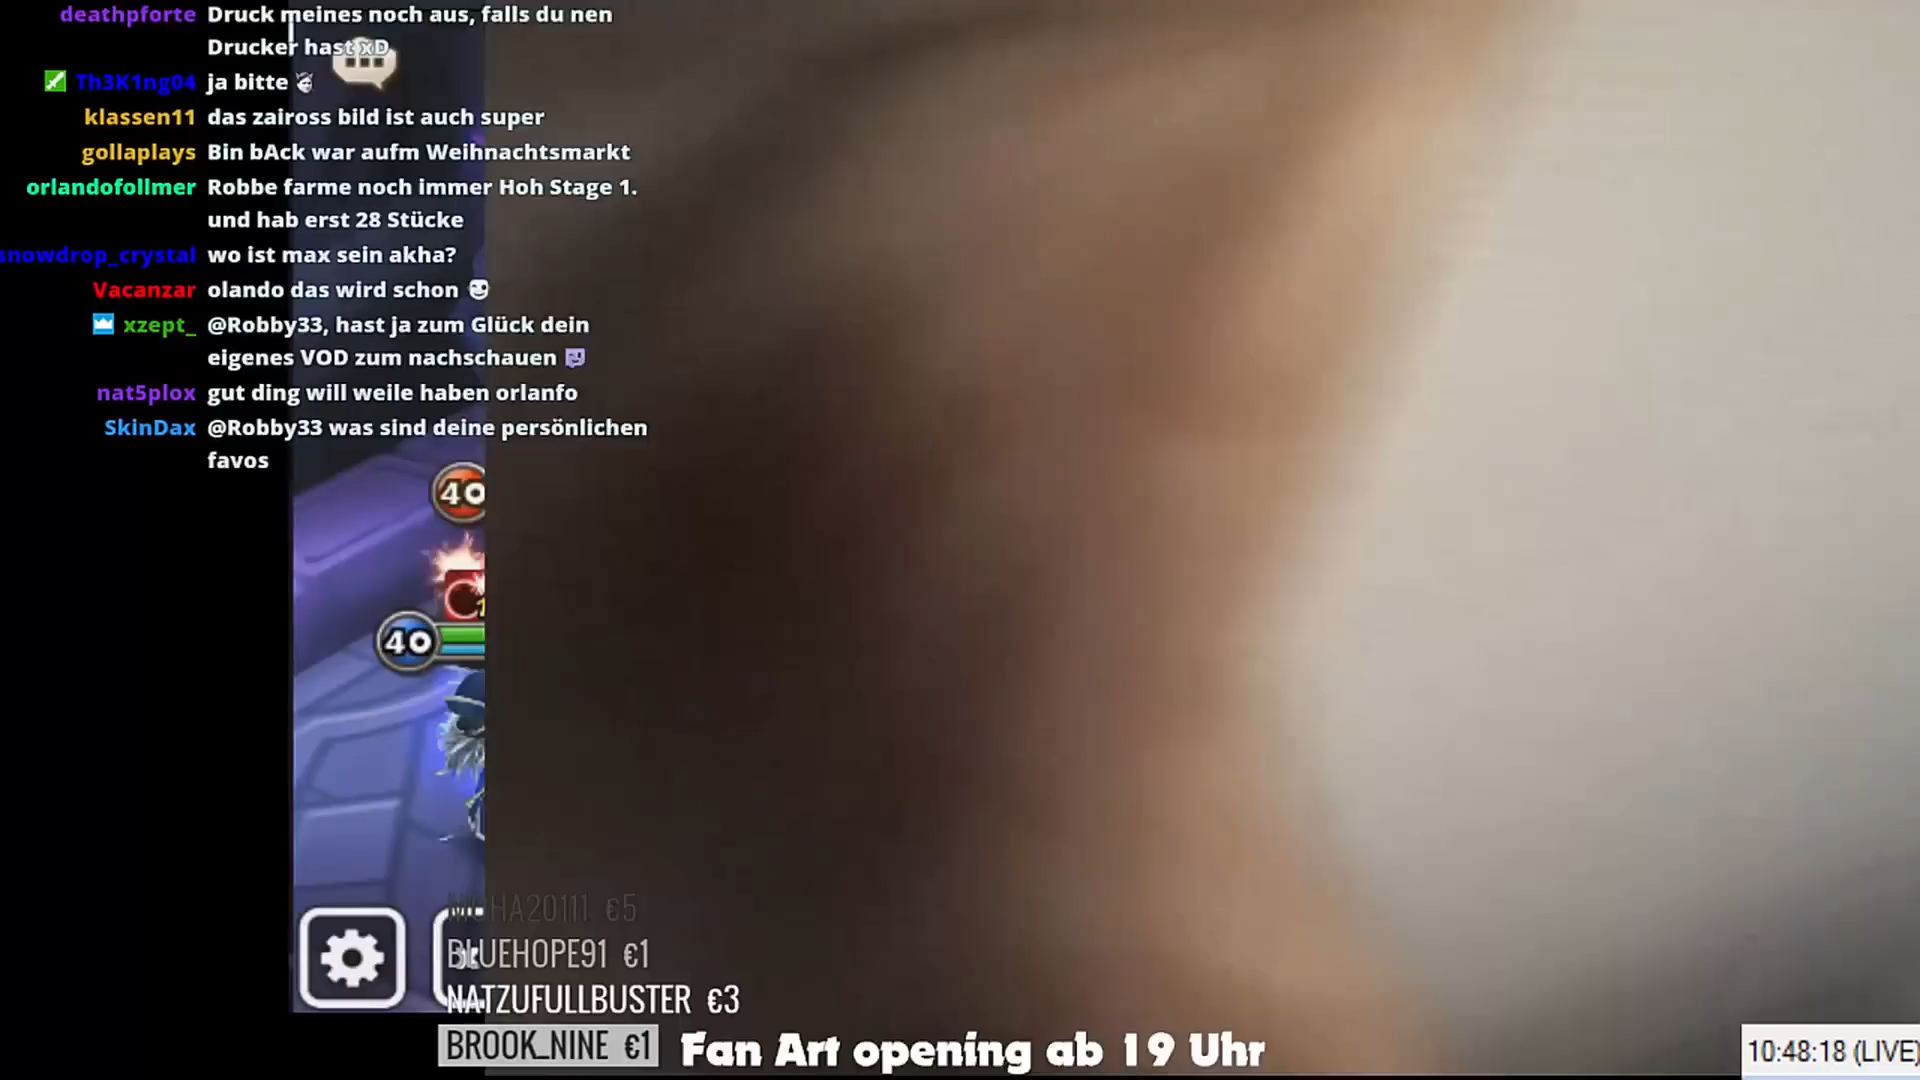 deathpforte Druck meines noch aus, falls du nen
Drucker hast xD
Th3K1ng04 ja bitte
klassen11 das zaiross bild ist auch super
gollaplays Bin bAck war aufm Weihnachtsmarkt
orlandofollmer Robbe farme noch immer Hoh Stage 1.
und hab erst 28 Stücke
snowdrop_crystal wo ist max sein akha?
Vacanzar olando das wird schon
xzept_ @Robby33, hast ja zum Glück dein
eigenes VOD zum nachschauen
nat5plox gut ding will weile haben orlanfo
SkinDax @Robby33 was sind deine persönlichen
favos
40
40
€5
BLUEHOPE91 €1
NATZUFULLBUSTER €3
BROOK_NINE €1
Fan Art opening ab 19 Uhr
10:48:18 (LIVE)